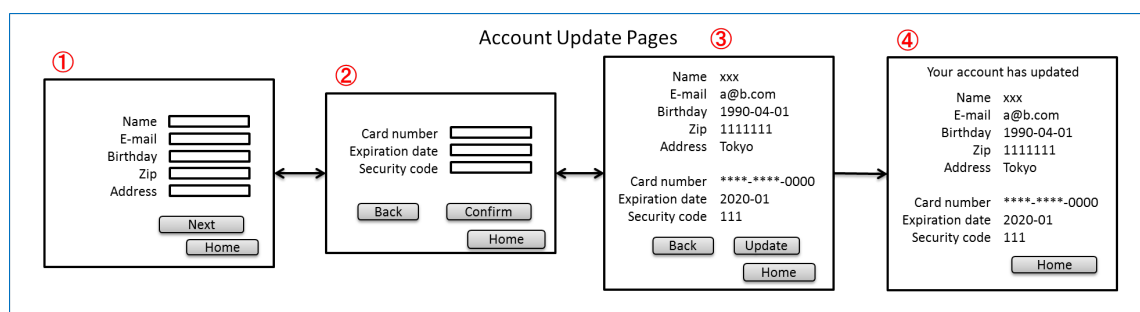 Account Update Pages
①
Name
E-mail
Birthday
Zip
Address
Next
Home
②
Card number
Expiration date
Security code
Back Confirm
Home
③
Name xxx
E-mail a@b.com
Birthday 1990-04-01
Zip 1111111
Address Tokyo
Card number ****-****-0000
Expiration date 2020-01
Security code 111
Back Update
Home
④
Your account has updated
Name xxx
E-mail a@b.com
Birthday 1990-04-01
Zip 1111111
Address Tokyo
Card number ****-****-0000
Expiration date 2020-01
Security code 111
Home